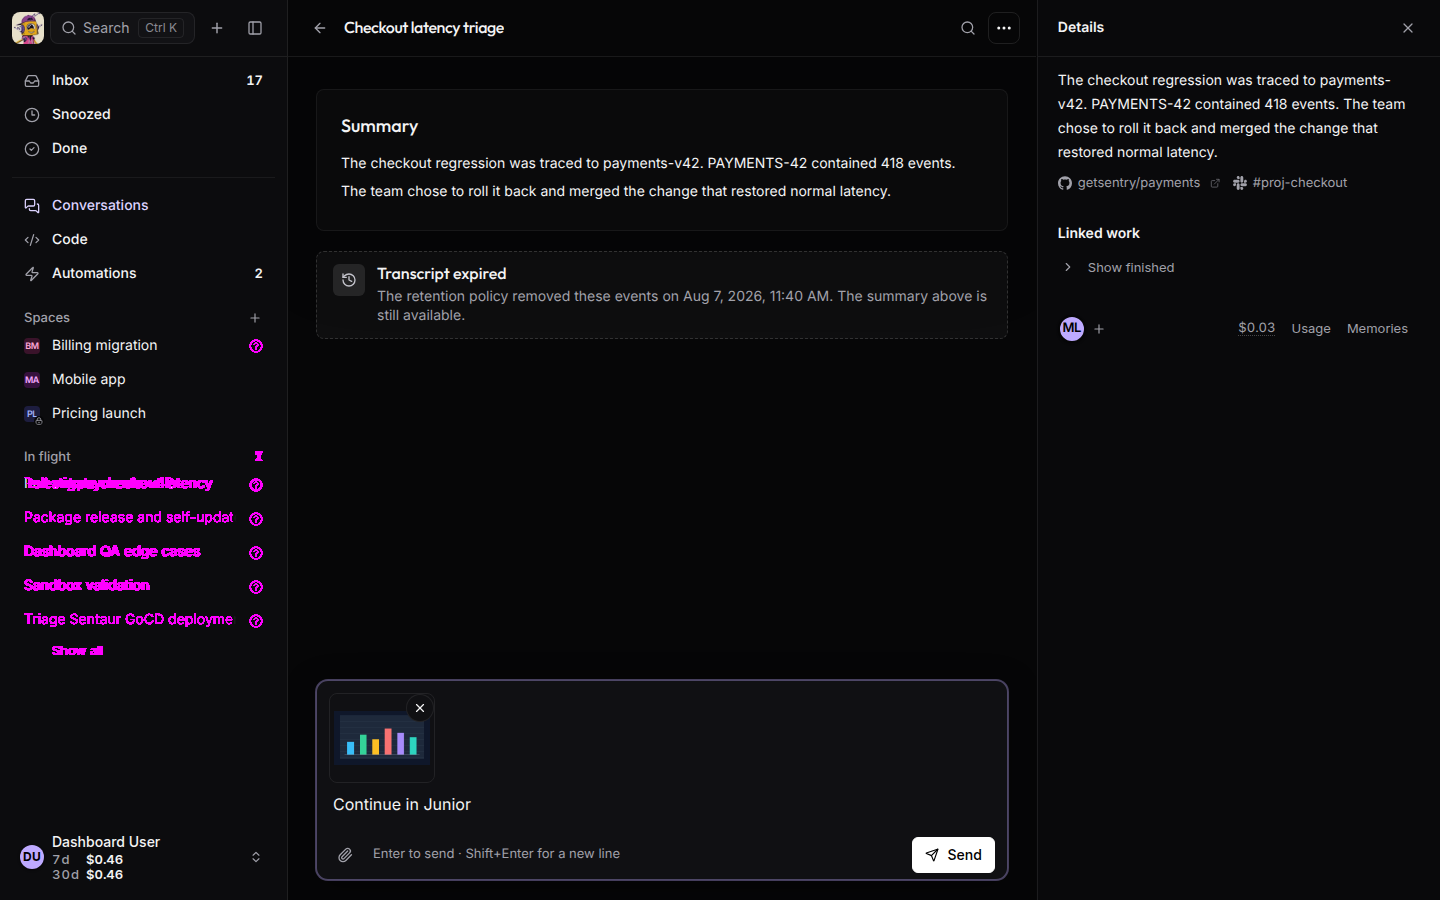 Search Ctrl K
Inbox 17
Snoozed
Done
Conversations
Code
Automations 2
Spaces
BM Billing migration
MA Mobile app
PL Pricing launch
In flight
Package release and self-updat
Dashboard QA edge cases
Sandbox validation
Triage Sentaur GoCD deployme
Show all
DU Dashboard User
7d $0.46
30d $0.46
Checkout latency triage
Summary
The checkout regression was traced to payments-v42. PAYMENTS-42 contained 418 events.
The team chose to roll it back and merged the change that restored normal latency.
Transcript expired
The retention policy removed these events on Aug 7, 2026, 11:40 AM. The summary above is
still available.
Continue in Junior
Enter to send · Shift+Enter for a new line
Send
Details
The checkout regression was traced to payments-
v42. PAYMENTS-42 contained 418 events. The team
chose to roll it back and merged the change that
restored normal latency.
getsentry/payments #proj-checkout
Linked work
Show finished
ML + $0.03 Usage Memories